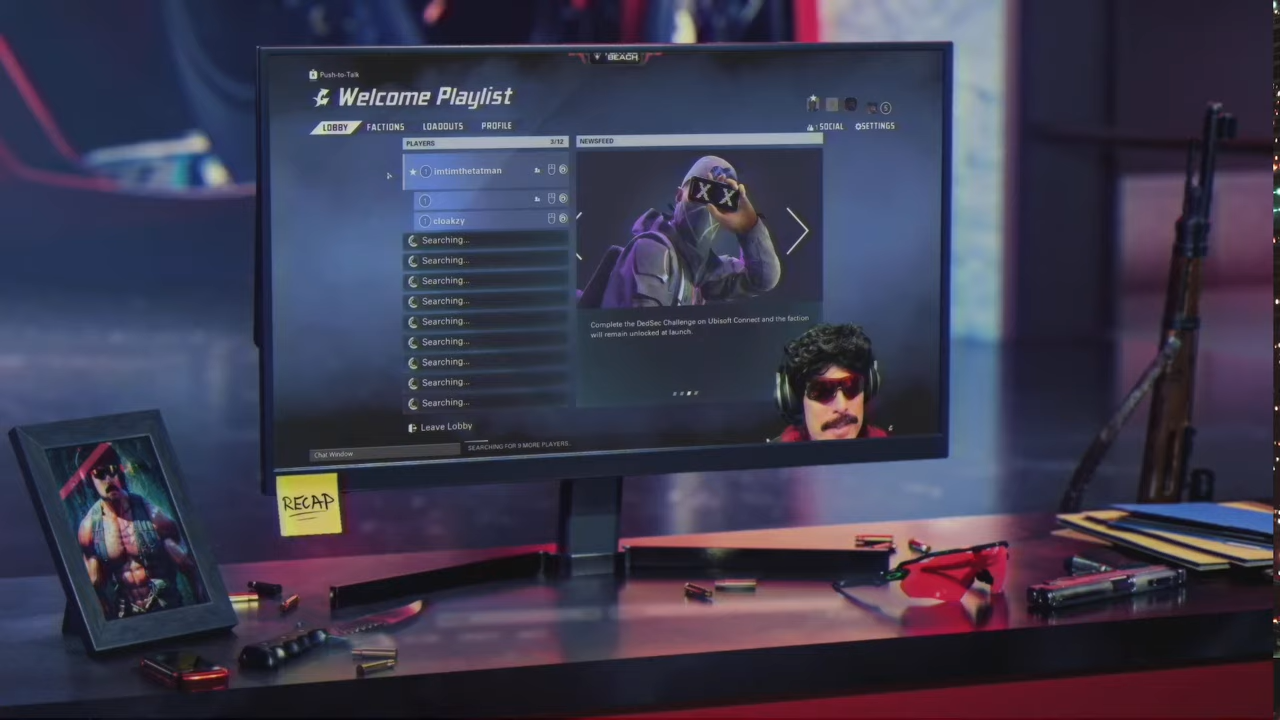 BEACH
Push-to-Talk
Welcome Playlist
LOBBY FACTIONS LOADOUTS PROFILE
SOCIAL SETTINGS
PLAYERS 3/12
NEWSFEED
imtimthetatman
cloakzy
Searching...
Searching...
Searching...
Searching...
Searching...
Searching...
Searching...
Searching...
Searching...
X X
Complete the DedSec Challenge on Ubisoft Connect and the faction
will remain unlocked at launch.
Leave Lobby
Chat Window
SEARCHING FOR 9 MORE PLAYERS...
RECAP